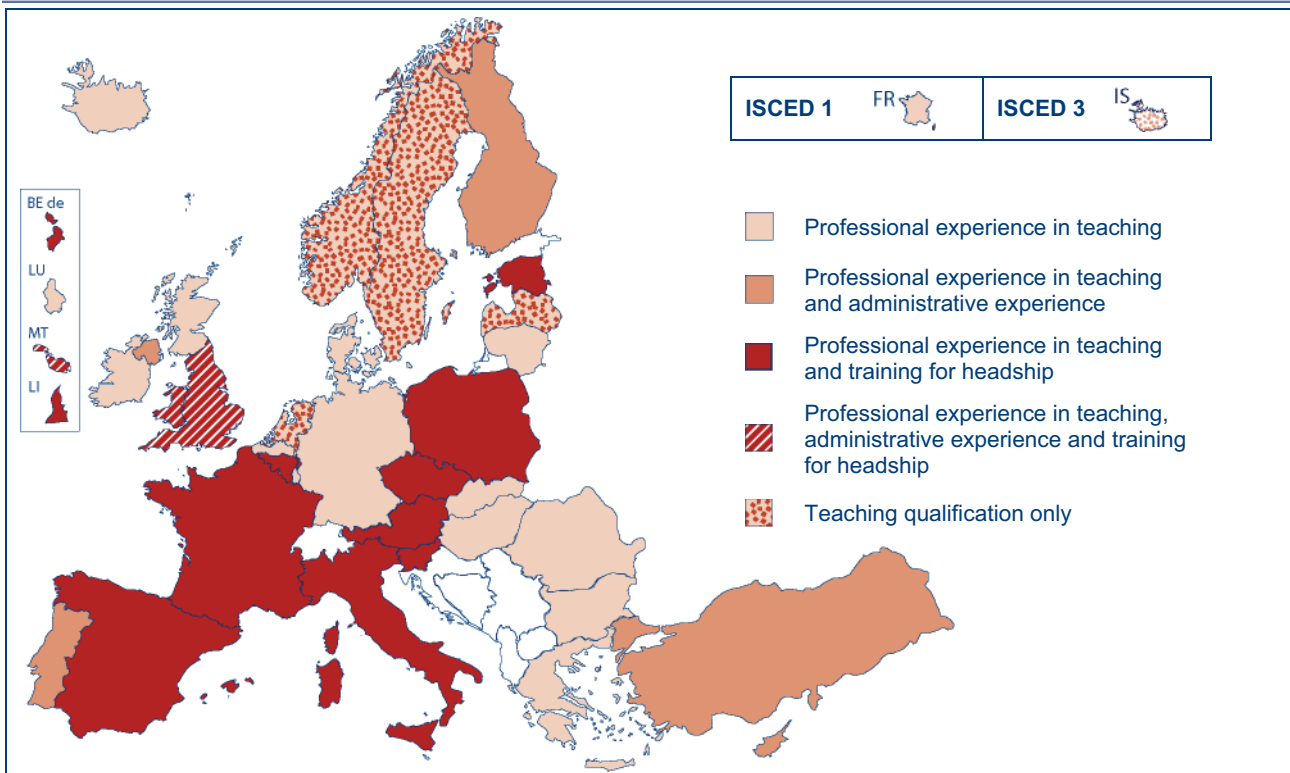 ISCED 1
FR
ISCED 3
IS
BE de
LU
MT
LI
Professional experience in teaching
Professional experience in teaching
and administrative experience
Professional experience in teaching
and training for headship
Professional experience in teaching,
administrative experience and training
for headship
Teaching qualification only